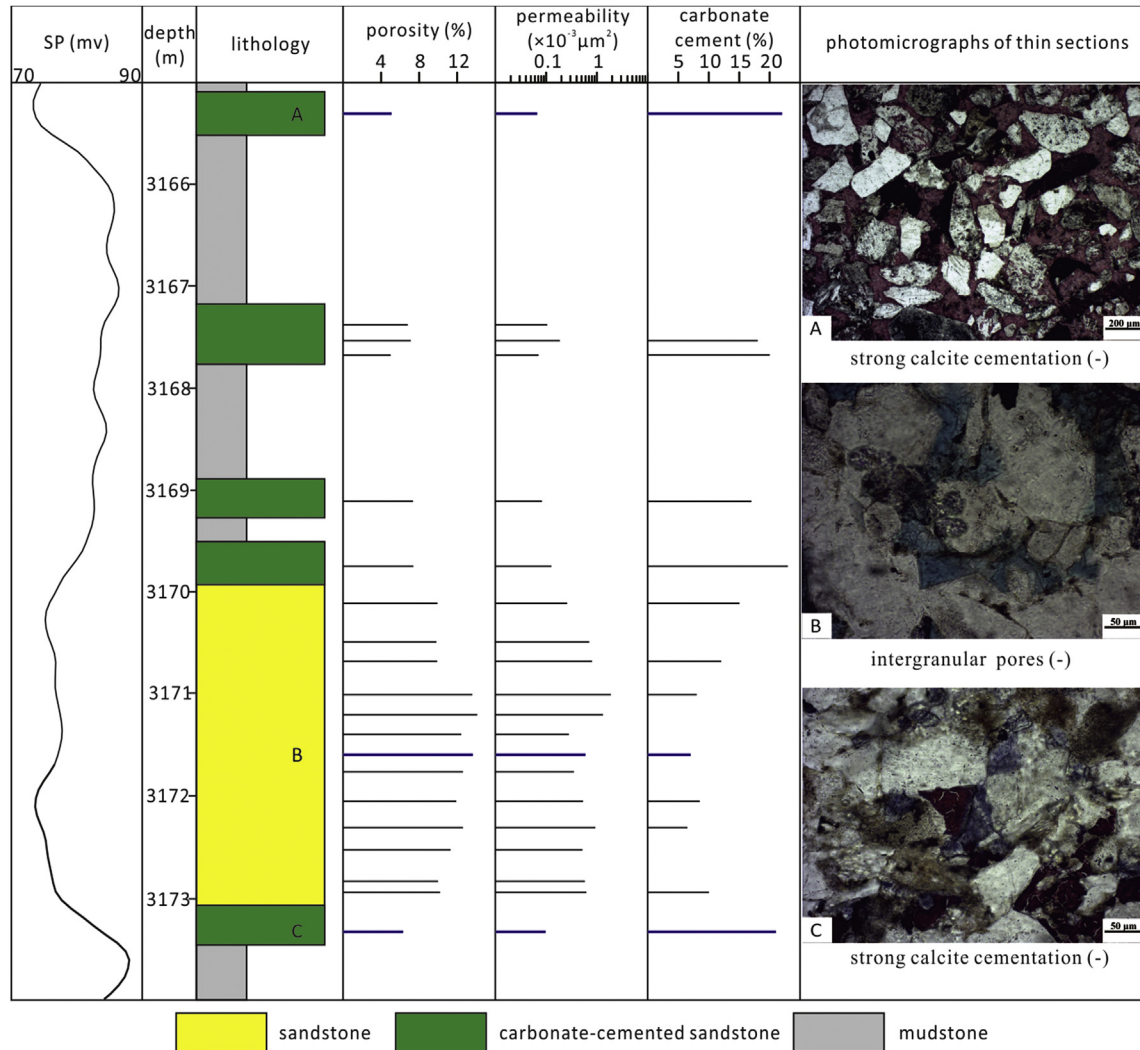 SP (mv)
70 90
depth
(m)
lithology
porosity (%)
4 8 12
permeability
(×10⁻³μm²)
0.1 1
carbonate
cement (%)
5 10 15 20
photomicrographs of thin sections
A
3166
3167
3168
3169
3170
3171
B
3172
3173
C
A
200 μm
strong calcite cementation (-)
B
50 μm
intergranular pores (-)
C
50 μm
strong calcite cementation (-)
sandstone
carbonate-cemented sandstone
mudstone